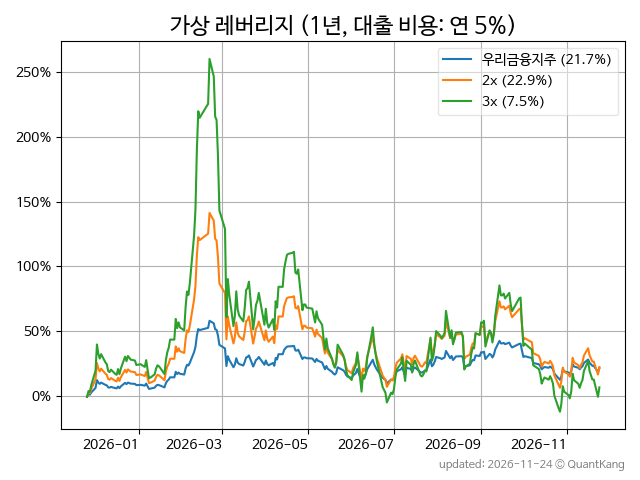 가상 레버리지 (1년, 대출 비용: 연 5%)
우리금융지주 (21.7%)
2x (22.9%)
3x (7.5%)
250%
200%
150%
100%
50%
0%
2026-01 2026-03 2026-05 2026-07 2026-09 2026-11
updated: 2026-11-24 © QuantKang